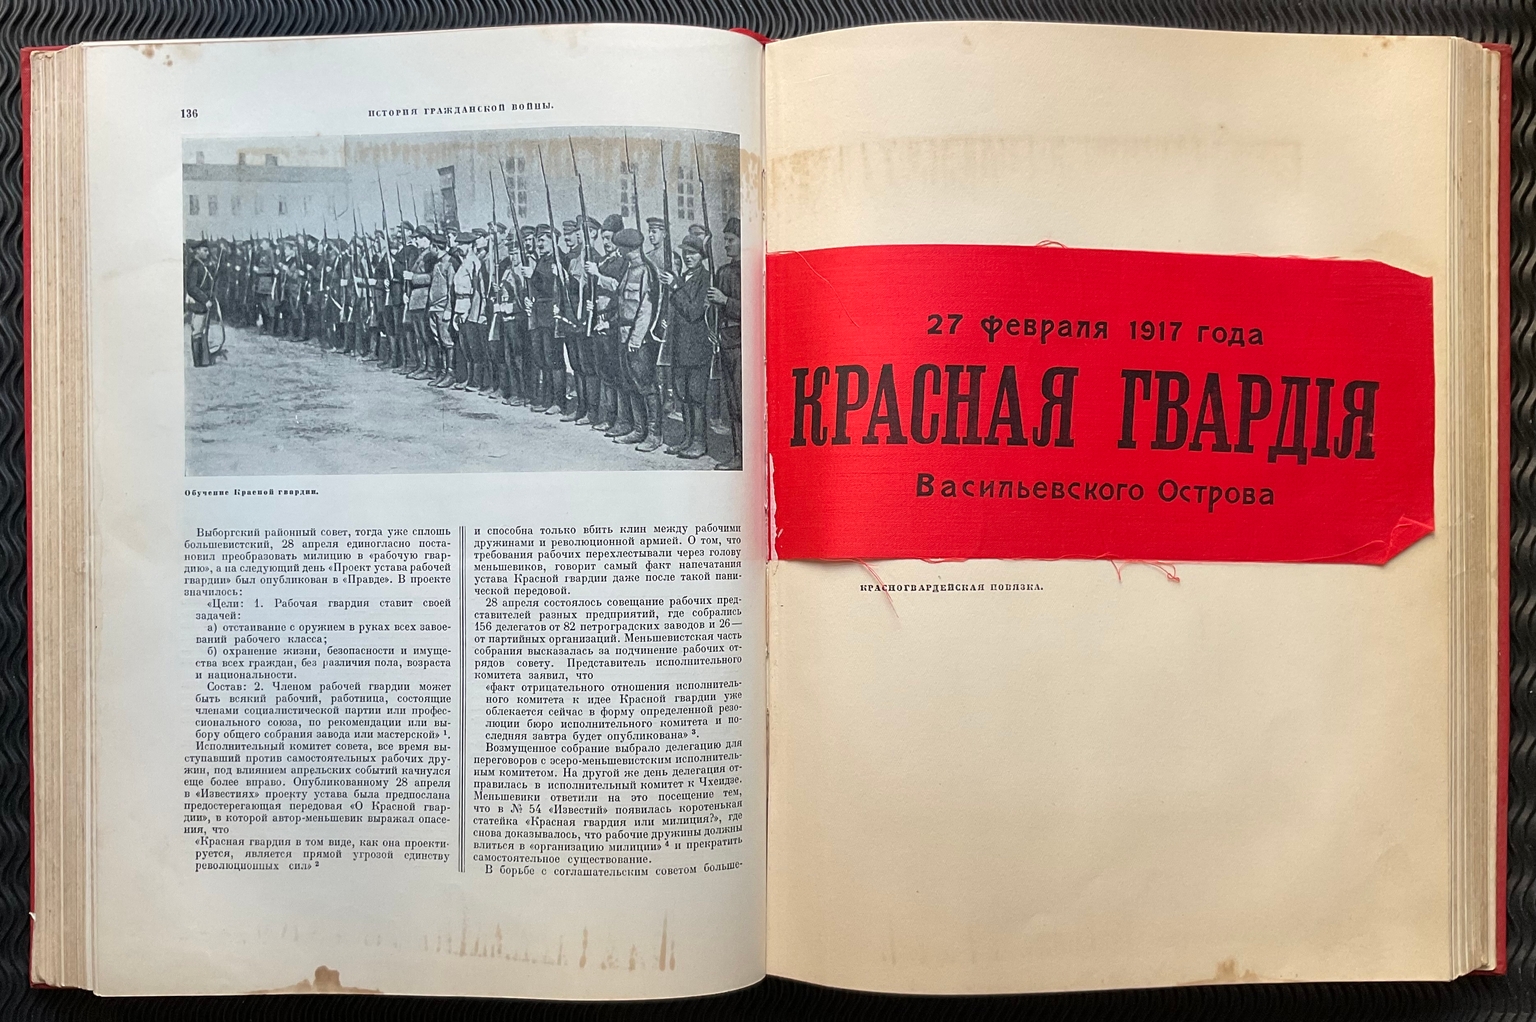 136
ИСТОРИЯ ГРАЖДАНСКОЙ ВОЙНЫ.
Обучение Красной гвардии.
Выборгский районный совет, тогда уже сплошь
большевистский, 28 апреля единогласно поста-
новил преобразовать милицию в «рабочую гвар-
дию», а на следующий день «Проект устава рабочей
гвардии» был опубликован в «Правде». В проекте
значилось:
«Цели: 1. Рабочая гвардия ставит своей
задачей:
а) отстаивание с оружием в руках всех завое-
ваний рабочего класса;
б) охранение жизни, безопасности и имуще-
ства всех граждан, без различия пола, возраста
и национальности.
Состав: 2. Членом рабочей гвардии может
быть всякий рабочий, работница, состоящие
членами социалистической партии или профес-
сионального союза, по рекомендации или вы-
бору общего собрания завода или мастерской» ¹.
Исполнительный комитет совета, все время вы-
ступавший против самостоятельных рабочих дру-
жин, под влиянием апрельских событий качнулся
еще более вправо. Опубликованному 28 апреля
в «Известиях» проекту устава была предпослана
предостерегающая передовая «О Красной гвар-
дии», в которой автор-меньшевик выражал опасе-
ния, что
«Красная гвардия в том виде, как она проекти-
руется, является прямой угрозой единству
революционных сил» ²
и способна только вбить клин между рабочими
дружинами и революционной армией. О том, что
требования рабочих перехлестывали через голову
меньшевиков, говорит самый факт напечатания
устава Красной гвардии даже после такой пани-
ческой передовой.
28 апреля состоялось совещание рабочих пред-
ставителей разных предприятий, где собрались
156 делегатов от 82 петроградских заводов и 26 —
от партийных организаций. Меньшевистская часть
собрания высказалась за подчинение рабочих от-
рядов совету. Представитель исполнительного
комитета заявил, что
«факт отрицательного отношения исполнитель-
ного комитета к идее Красной гвардии уже
облекается сейчас в форму определенной резо-
люции бюро исполнительного комитета и по-
следняя завтра будет опубликована» ³.
Возмущенное собрание выбрало делегацию для
переговоров с эсеро-меньшевистским исполнитель-
ным комитетом. На другой же день делегация от-
правилась в исполнительный комитет к Чхеидзе.
Меньшевики ответили на это посещение тем,
что в № 54 «Известий» появилась коротенькая
статейка «Красная гвардия или милиция?», где
снова доказывалось, что рабочие дружины должны
влиться в «организацию милиции» ⁴ и прекратить
самостоятельное существование.
В борьбе с соглашательским советом больше-
27 февраля 1917 года
КРАСНАЯ ГВАРДІЯ
Васильевского Острова
КРАСНОГВАРДЕЙСКАЯ ПОВЯЗКА.